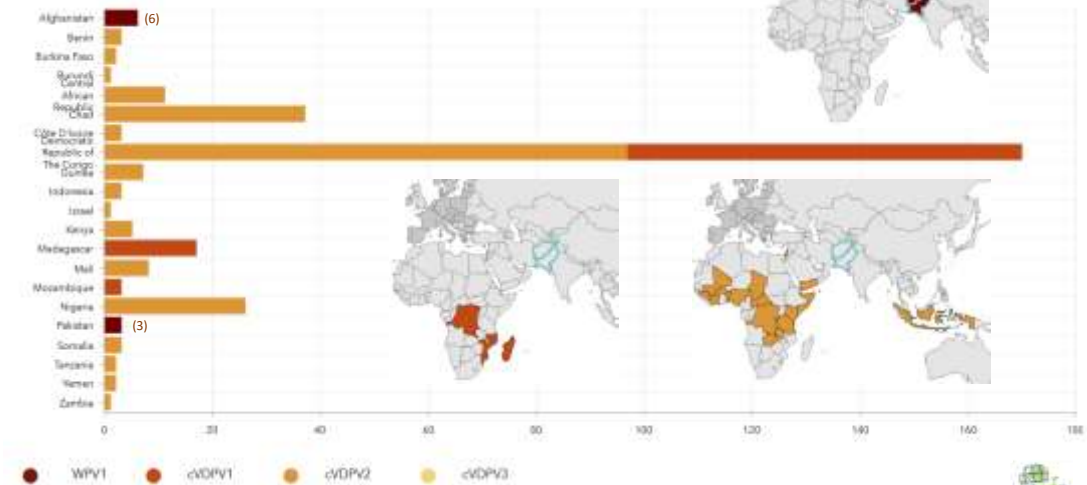 Afghanistan (6)
Benin
Burkina Faso
Burundi
Central
African
Republic
Chad
Côte D'Ivoire
Democratic
Republic of
The Congo
Guinea
Indonesia
Israel
Kenya
Madagascar
Mali
Mozambique
Nigeria
Pakistan (3)
Somalia
Tanzania
Yemen
Zambia
0 20 40 60 80 100 120 140 160 180
WPV1 cVDPV1 cVDPV2 cVDPV3